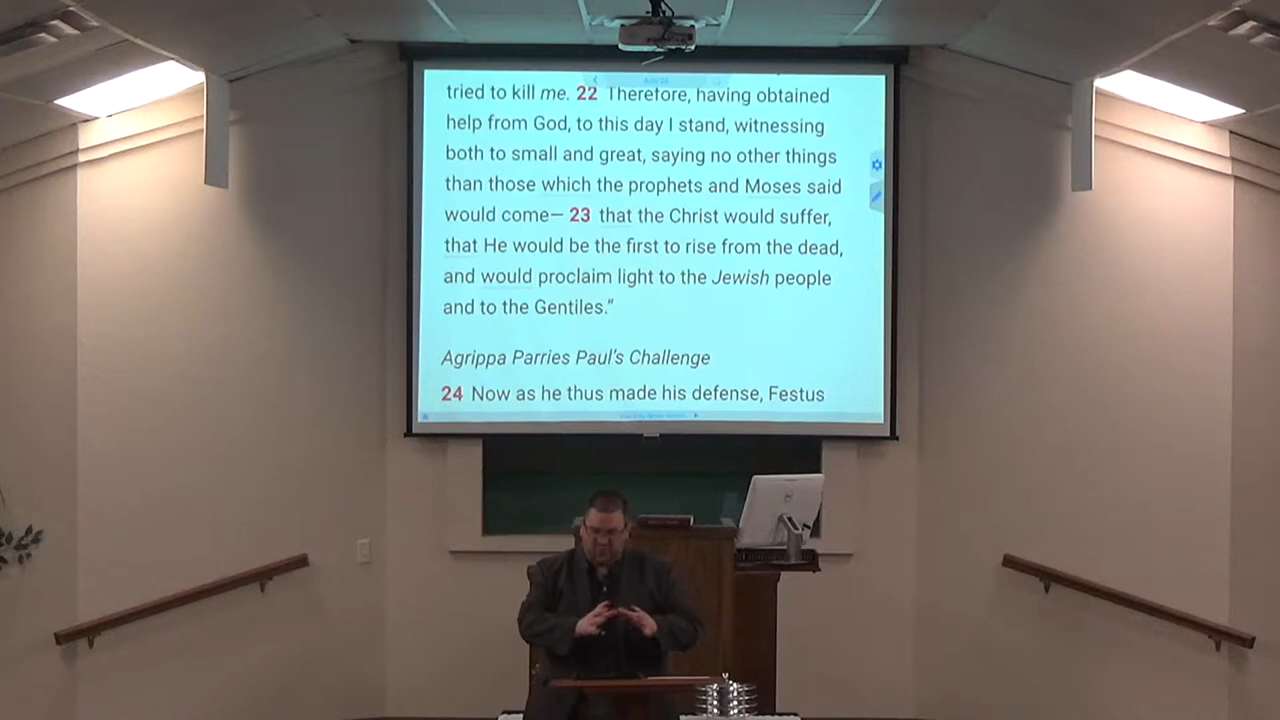 tried to kill me. 22 Therefore, having obtained
help from God, to this day I stand, witnessing
both to small and great, saying no other things
than those which the prophets and Moses said
would come— 23 that the Christ would suffer,
that He would be the first to rise from the dead,
and would proclaim light to the Jewish people
and to the Gentiles.”
Agrippa Parries Paul’s Challenge
24 Now as he thus made his defense, Festus